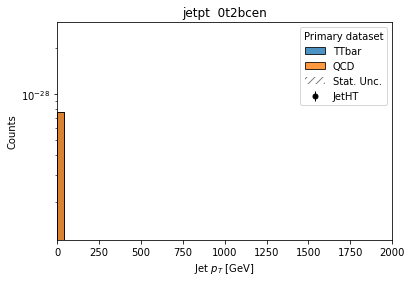 jetpt 0t2bcen
Primary dataset
TTbar
QCD
Stat. Unc.
JetHT
10⁻²⁸
Counts
0 250 500 750 1000 1250 1500 1750 2000
Jet p_T [GeV]